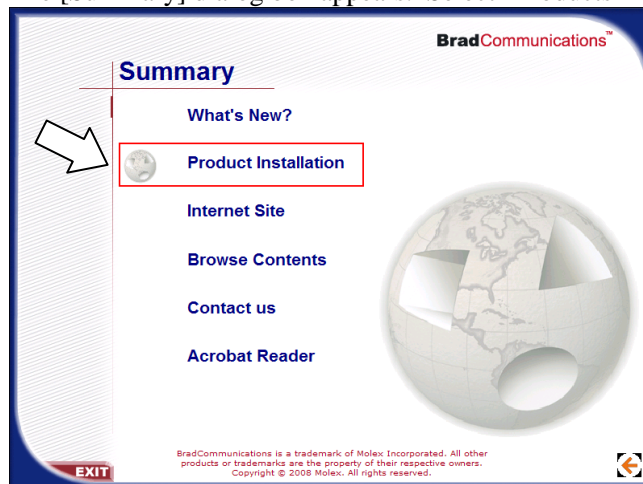 BradCommunications™
Summary
What's New?
Product Installation
Internet Site
Browse Contents
Contact us
Acrobat Reader
BradCommunications is a trademark of Molex Incorporated. All other
products or trademarks are the property of their respective owners.
Copyright © 2008 Molex. All rights reserved.
EXIT